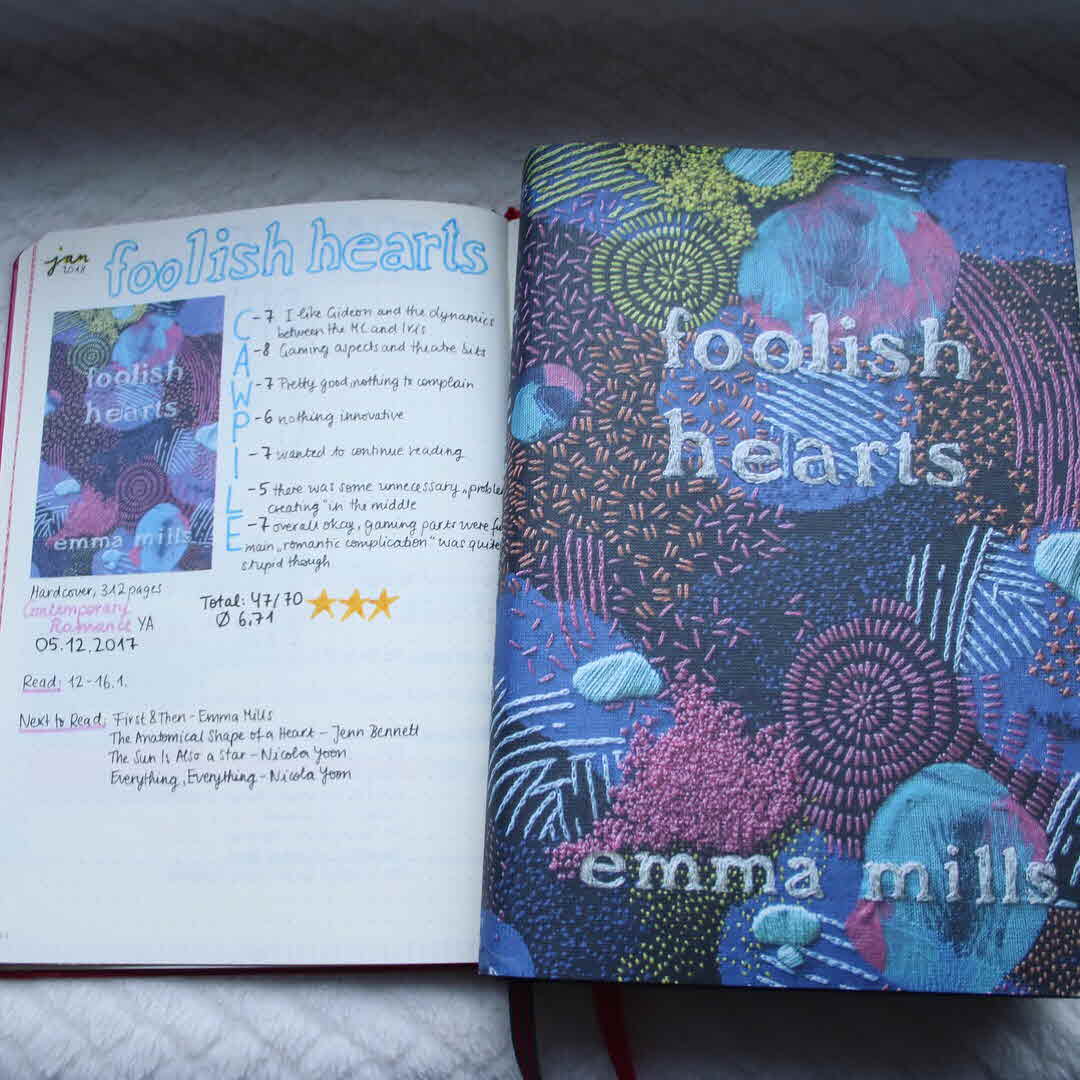 jan
2018
foolish hearts
foolish
hearts
emma mills
C - 7 I like Gideon and the dynamics
between the MC and Iris
A - 8 Gaming aspects and theatre bits
W - 7 Pretty good, nothing to complain
P - 6 nothing innovative
I - 7 wanted to continue reading
L - 5 there was some unnecessary „proble
creating" in the middle
E - 7 overall okay, gaming parts were fu
main „romantic complication" was quite
stupid though
Hardcover, 312 pages
Contemporary
Romance YA
05.12.2017
Total: 47/70
Ø 6,71
Read: 12-16.1.
Next to Read: First & Then - Emma Mills
The Anatomical Shape of a Heart - Jenn Bennett
The Sun Is Also a Star - Nicola Yoon
Everything, Everything - Nicola Yoon
foolish
hearts
emma mills